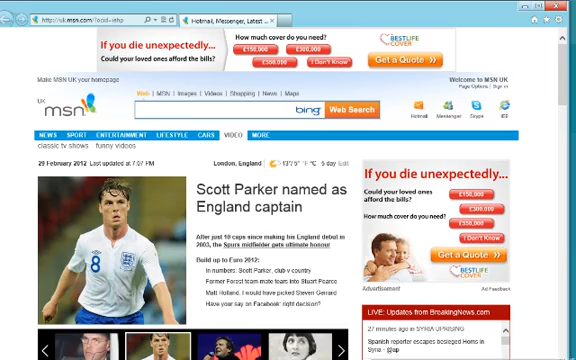 http://uk.msn.com/?ocid=iehp
Hotmail, Messenger, Latest ...
If you die unexpectedly...
Could your loved ones afford the bills?
How much cover do you need?
£150,000
£300,000
£500,000
I Don't Know
BESTLIFE
COVER
Get a Quote
Make MSN UK your homepage
Welcome to MSN UK
Page Options
Sign in
UK
msn
Web
MSN
Images
Videos
Shopping
News
Maps
bing
Web Search
Hotmail
Messenger
Skype
IE9
NEWS
SPORT
ENTERTAINMENT
LIFESTYLE
CARS
VIDEO
MORE
classic tv shows
funny videos
29 February 2012 Last updated at 7:07 PM
London, England
13°/5° °F °C 5 day Edit
Scott Parker named as
England captain
After just 10 caps since making his England debut in
2003, the Spurs midfielder gets ultimate honour
Build up to Euro 2012:
In numbers: Scott Parker, club v country
Former Forest team-mate tears into Stuart Pearce
Matt Holland: I would have picked Steven Gerrard
Have your say on Facebook: right decision?
8
If you die unexpectedly...
Could your loved ones
afford the bills?
How much cover do you need?
£150,000
£300,000
£500,000
I Don't Know
Get a Quote
BESTLIFE
COVER
Advertisement
Ad Feedback
LIVE: Updates from BreakingNews.com
27 minutes ago in SYRIA UPRISING
Spanish reporter escapes besieged Homs in
Syria - @ap